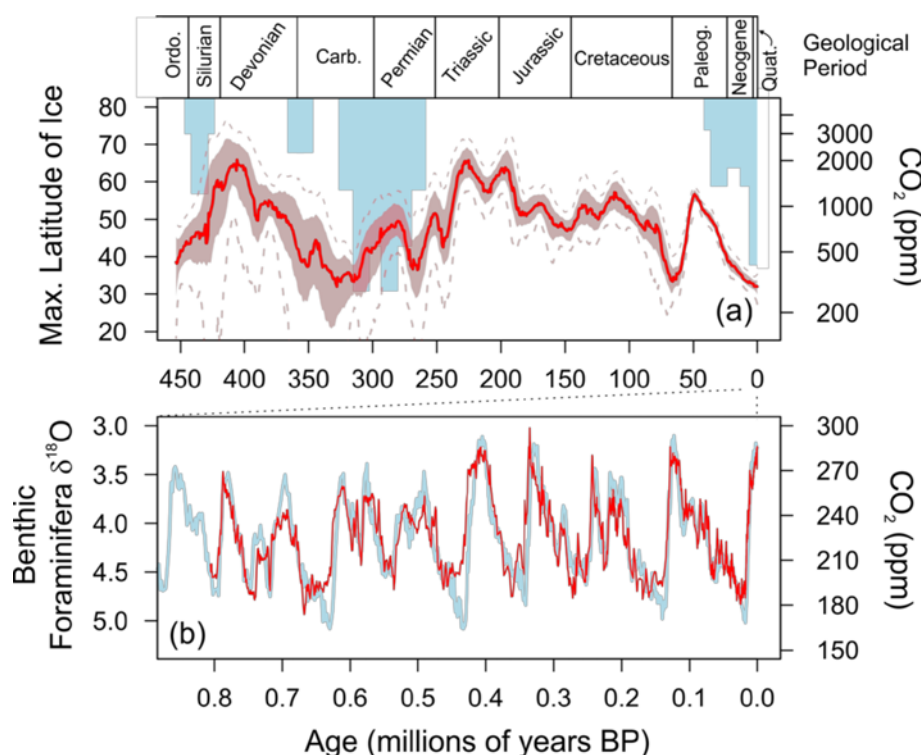 Ordo. Silurian Devonian Carb. Permian Triassic Jurassic Cretaceous Paleog. Neogene Quat. Geological Period
Max. Latitude of Ice
80
70
60
50
40
30
20
3000
2000
1000
500
200
CO₂ (ppm)
(a)
450 400 350 300 250 200 150 100 50 0
Benthic
Foraminifera δ¹⁸O
3.0
3.5
4.0
4.5
5.0
300
270
240
210
180
150
CO₂ (ppm)
(b)
0.8 0.7 0.6 0.5 0.4 0.3 0.2 0.1 0.0
Age (millions of years BP)